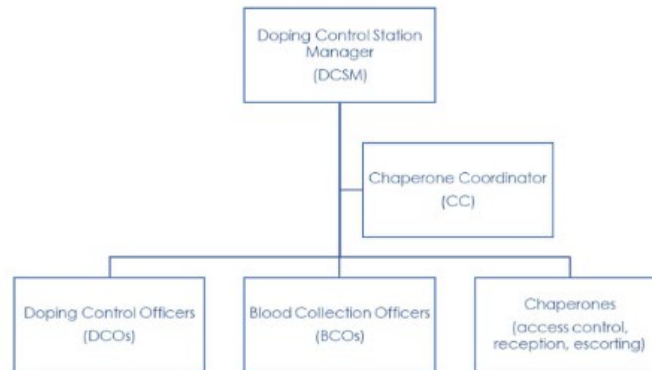 Doping Control Station
Manager
(DCSM)
Chaperone Coordinator
(CC)
Doping Control Officers
(DCOs)
Blood Collection Officers
(BCOs)
Chaperones
(access control,
reception, escorting)